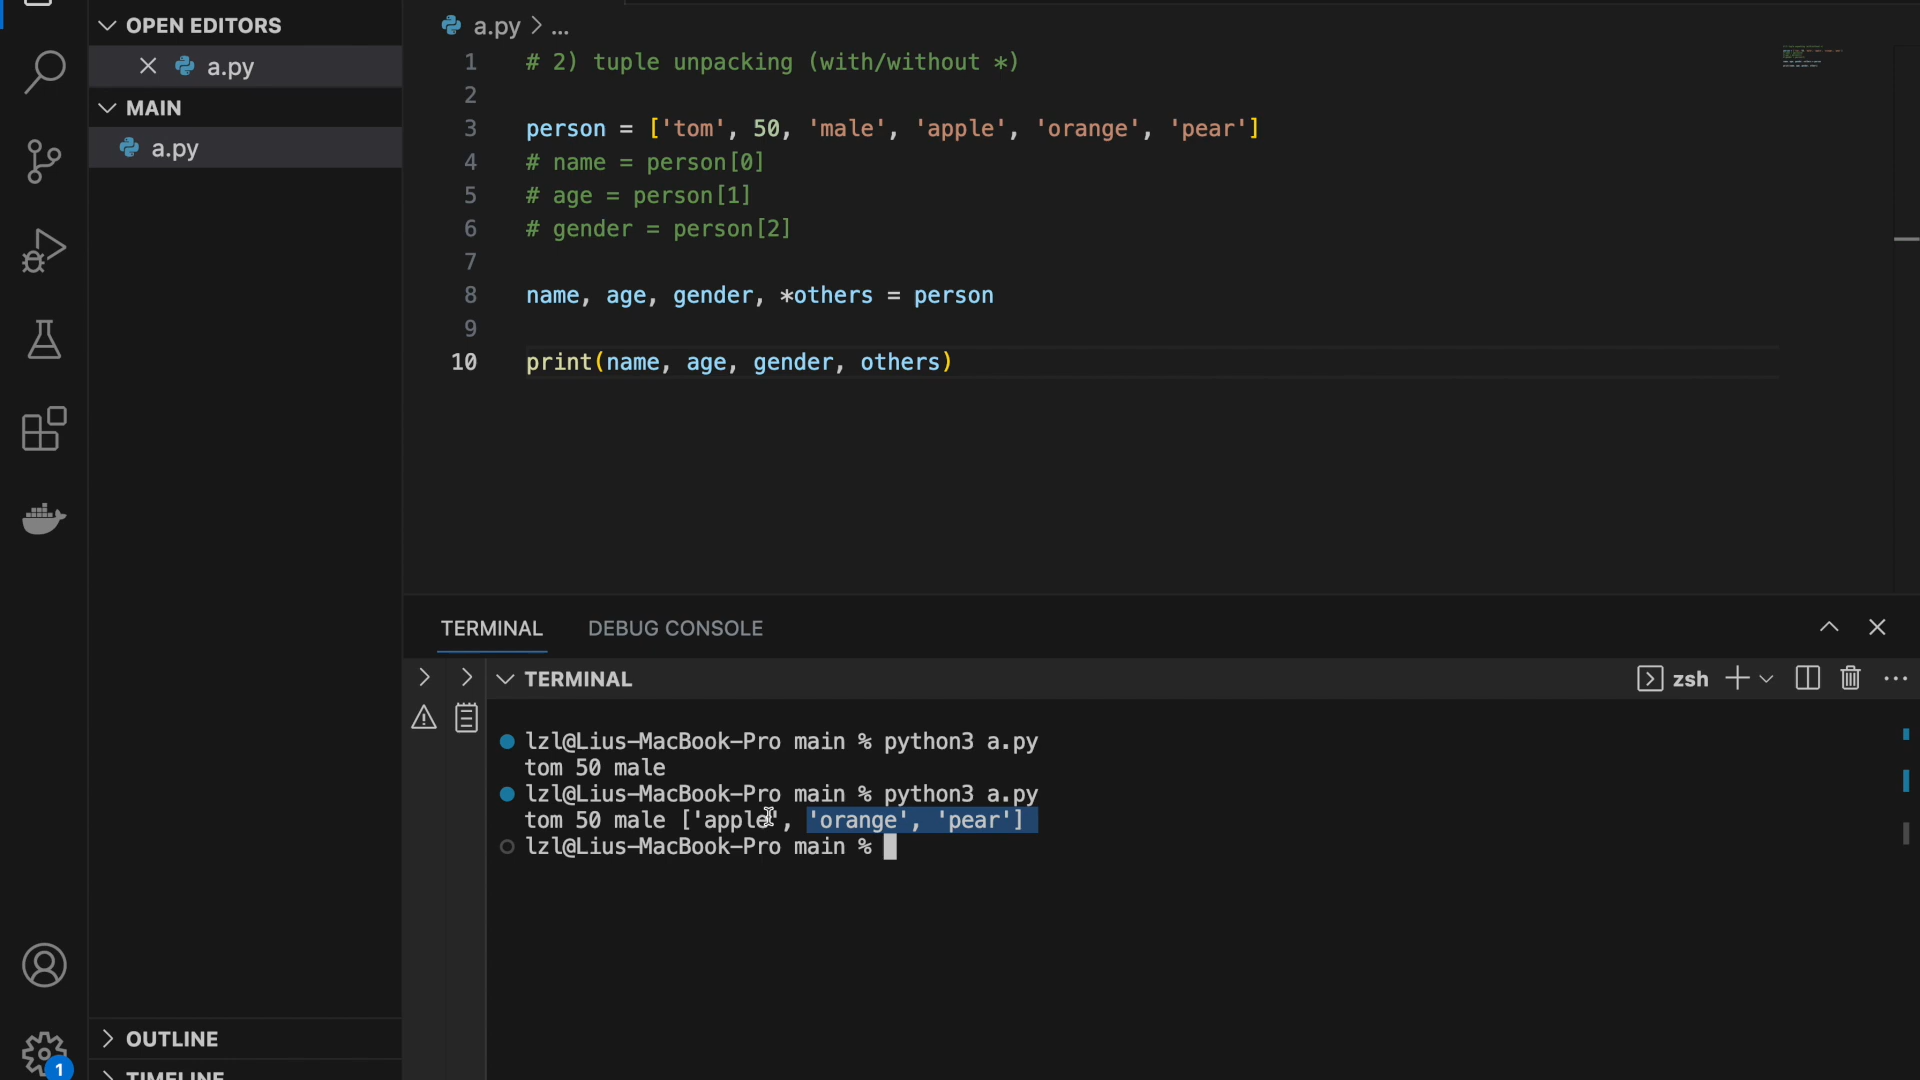 OPEN EDITORS
a.py
MAIN
a.py
OUTLINE
TIMELINE
1
a.py > ...
1 # 2) tuple unpacking (with/without *)
2
3 person = ['tom', 50, 'male', 'apple', 'orange', 'pear']
4 # name = person[0]
5 # age = person[1]
6 # gender = person[2]
7
8 name, age, gender, *others = person
9
10 print(name, age, gender, others)
TERMINAL DEBUG CONSOLE
TERMINAL
zsh
lzl@Lius-MacBook-Pro main % python3 a.py
tom 50 male
lzl@Lius-MacBook-Pro main % python3 a.py
tom 50 male ['apple', 'orange', 'pear']
lzl@Lius-MacBook-Pro main %